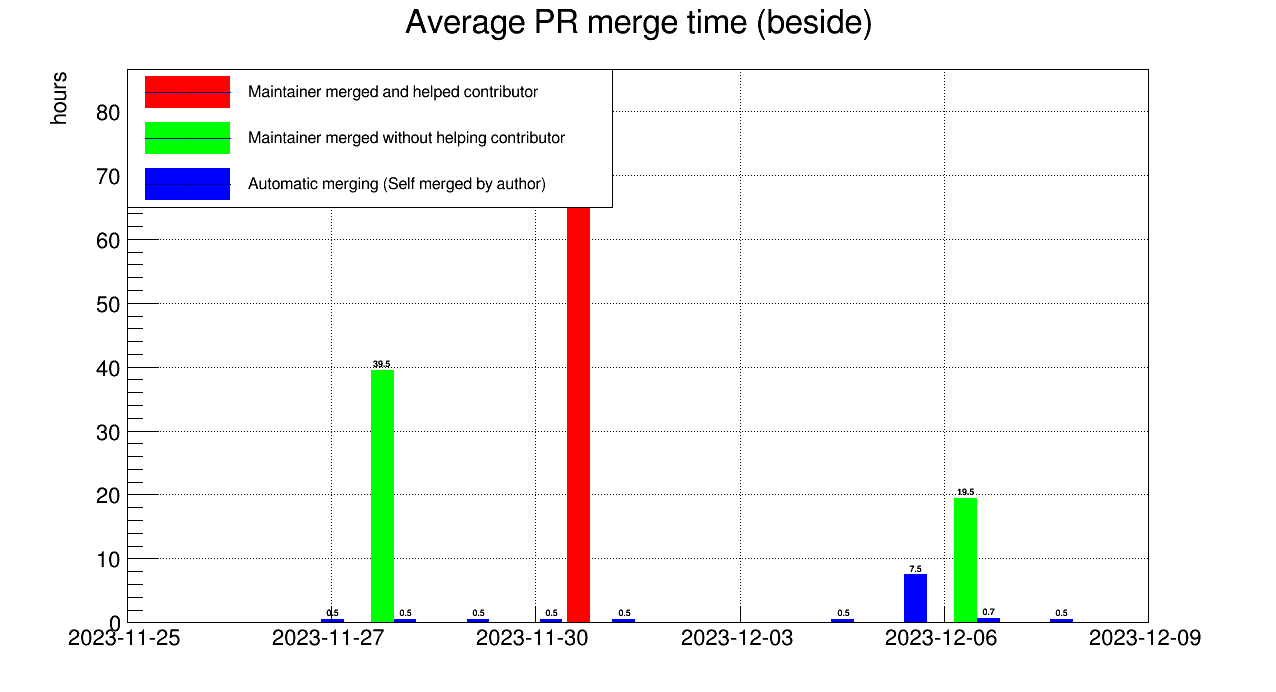 Average PR merge time (beside)
hours
Maintainer merged and helped contributor
Maintainer merged without helping contributor
Automatic merging (Self merged by author)
80
70
60
50
40
30
20
10
0
39.5
19.5
7.5
0.5 0.5 0.5 0.5 0.5 0.5 0.7 0.5
2023-11-25 2023-11-27 2023-11-30 2023-12-03 2023-12-06 2023-12-09